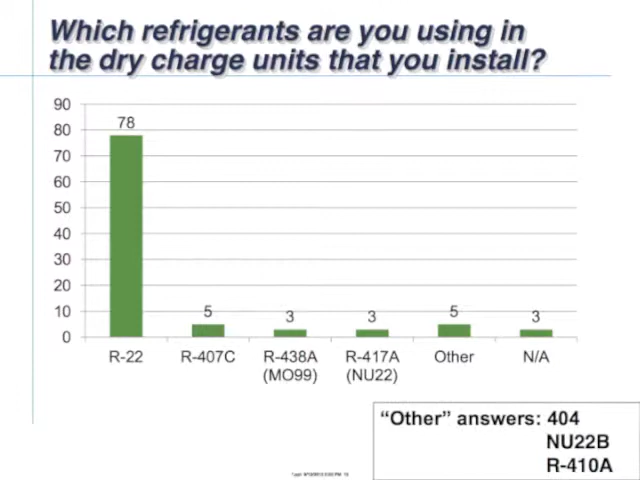 Which refrigerants are you using in
the dry charge units that you install?
90
80
70
60
50
40
30
20
10
0
78
5
3
3
5
3
R-22
R-407C
R-438A
(MO99)
R-417A
(NU22)
Other
N/A
“Other” answers: 404
NU22B
R-410A